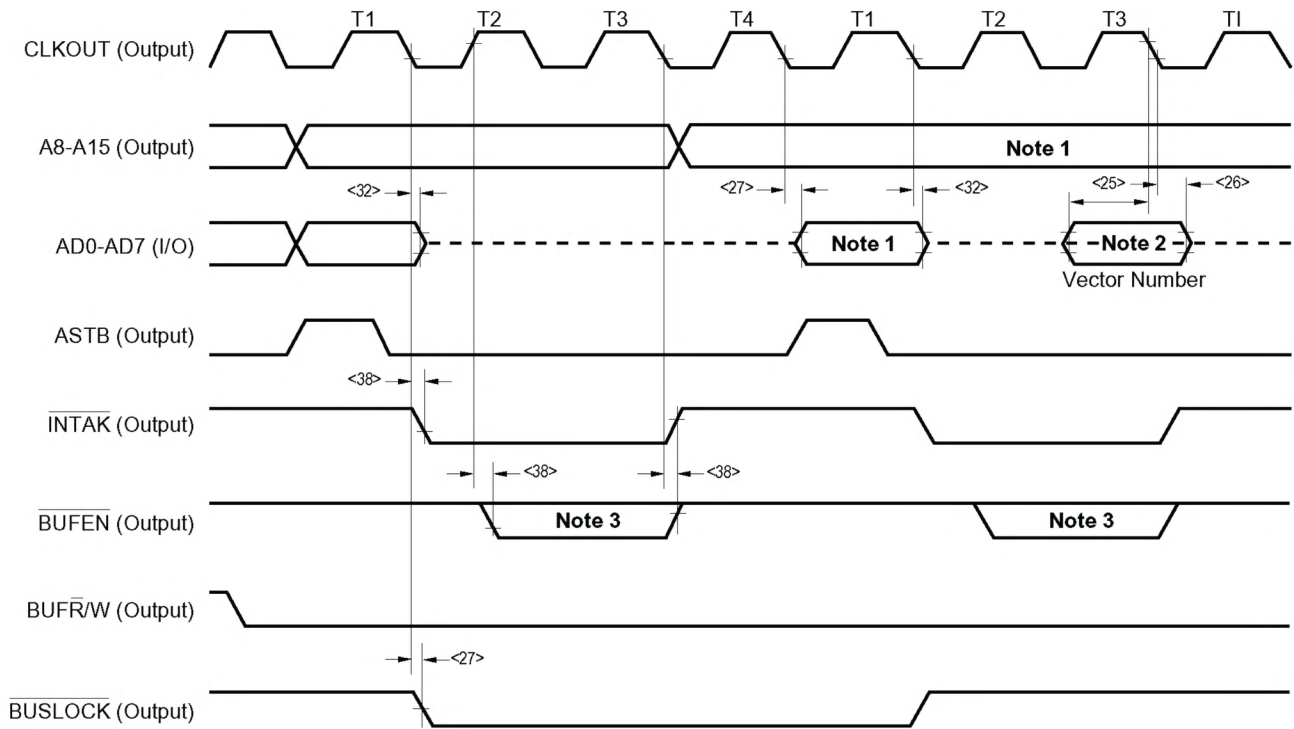 T1 T2 T3 T4 T1 T2 T3 TI
CLKOUT (Output)
A8-A15 (Output)
Note 1
<32> <27> <32> <25> <26>
AD0-AD7 (I/O)
Note 1
Note 2
Vector Number
ASTB (Output)
<38>
INTAK (Output)
<38> <38>
BUFEN (Output)
Note 3 Note 3
BUFR/W (Output)
<27>
BUSLOCK (Output)